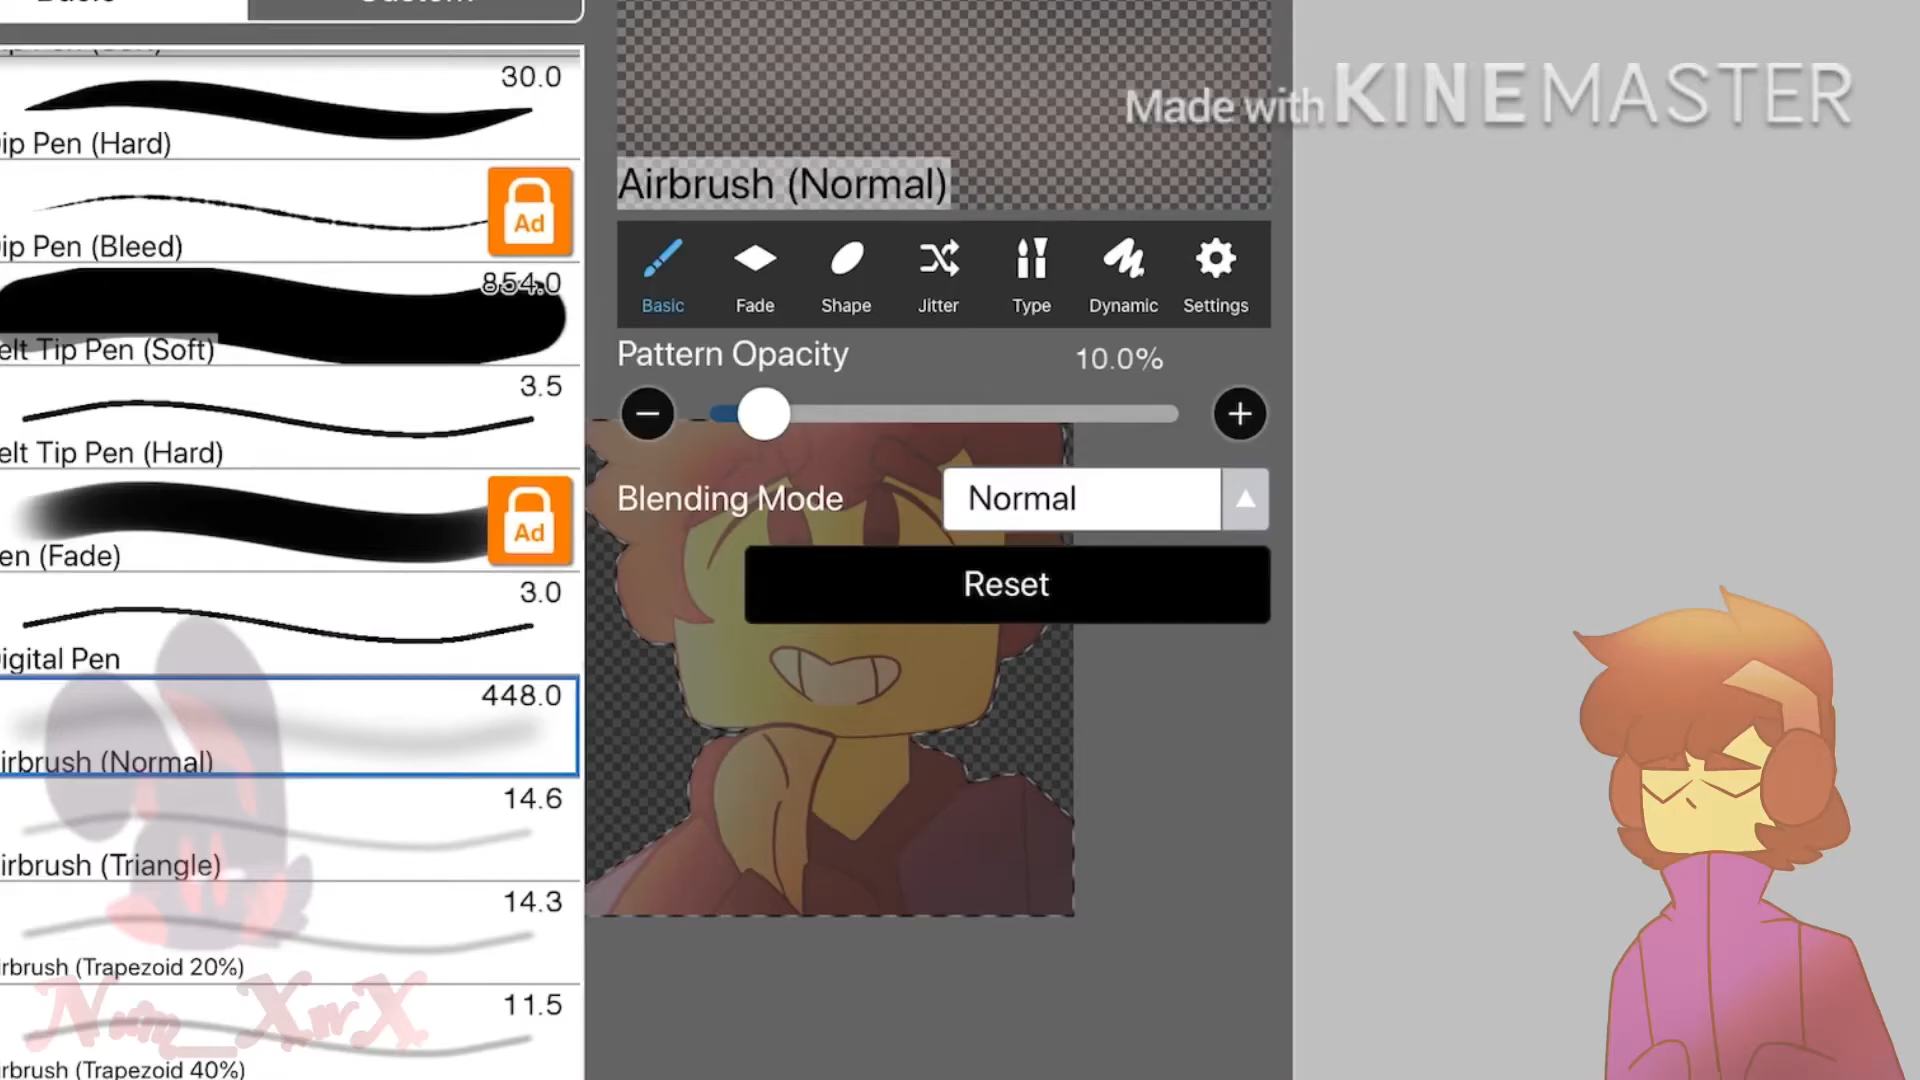 30.0
ip Pen (Hard)
Ad
ip Pen (Bleed)
854.0
elt Tip Pen (Soft)
3.5
elt Tip Pen (Hard)
Ad
en (Fade)
3.0
igital Pen
448.0
irbrush (Normal)
14.6
irbrush (Triangle)
14.3
irbrush (Trapezoid 20%)
11.5
irbrush (Trapezoid 40%)
Made with KINEMASTER
Airbrush (Normal)
Basic Fade Shape Jitter Type Dynamic Settings
Pattern Opacity 10.0%
Blending Mode Normal
Reset